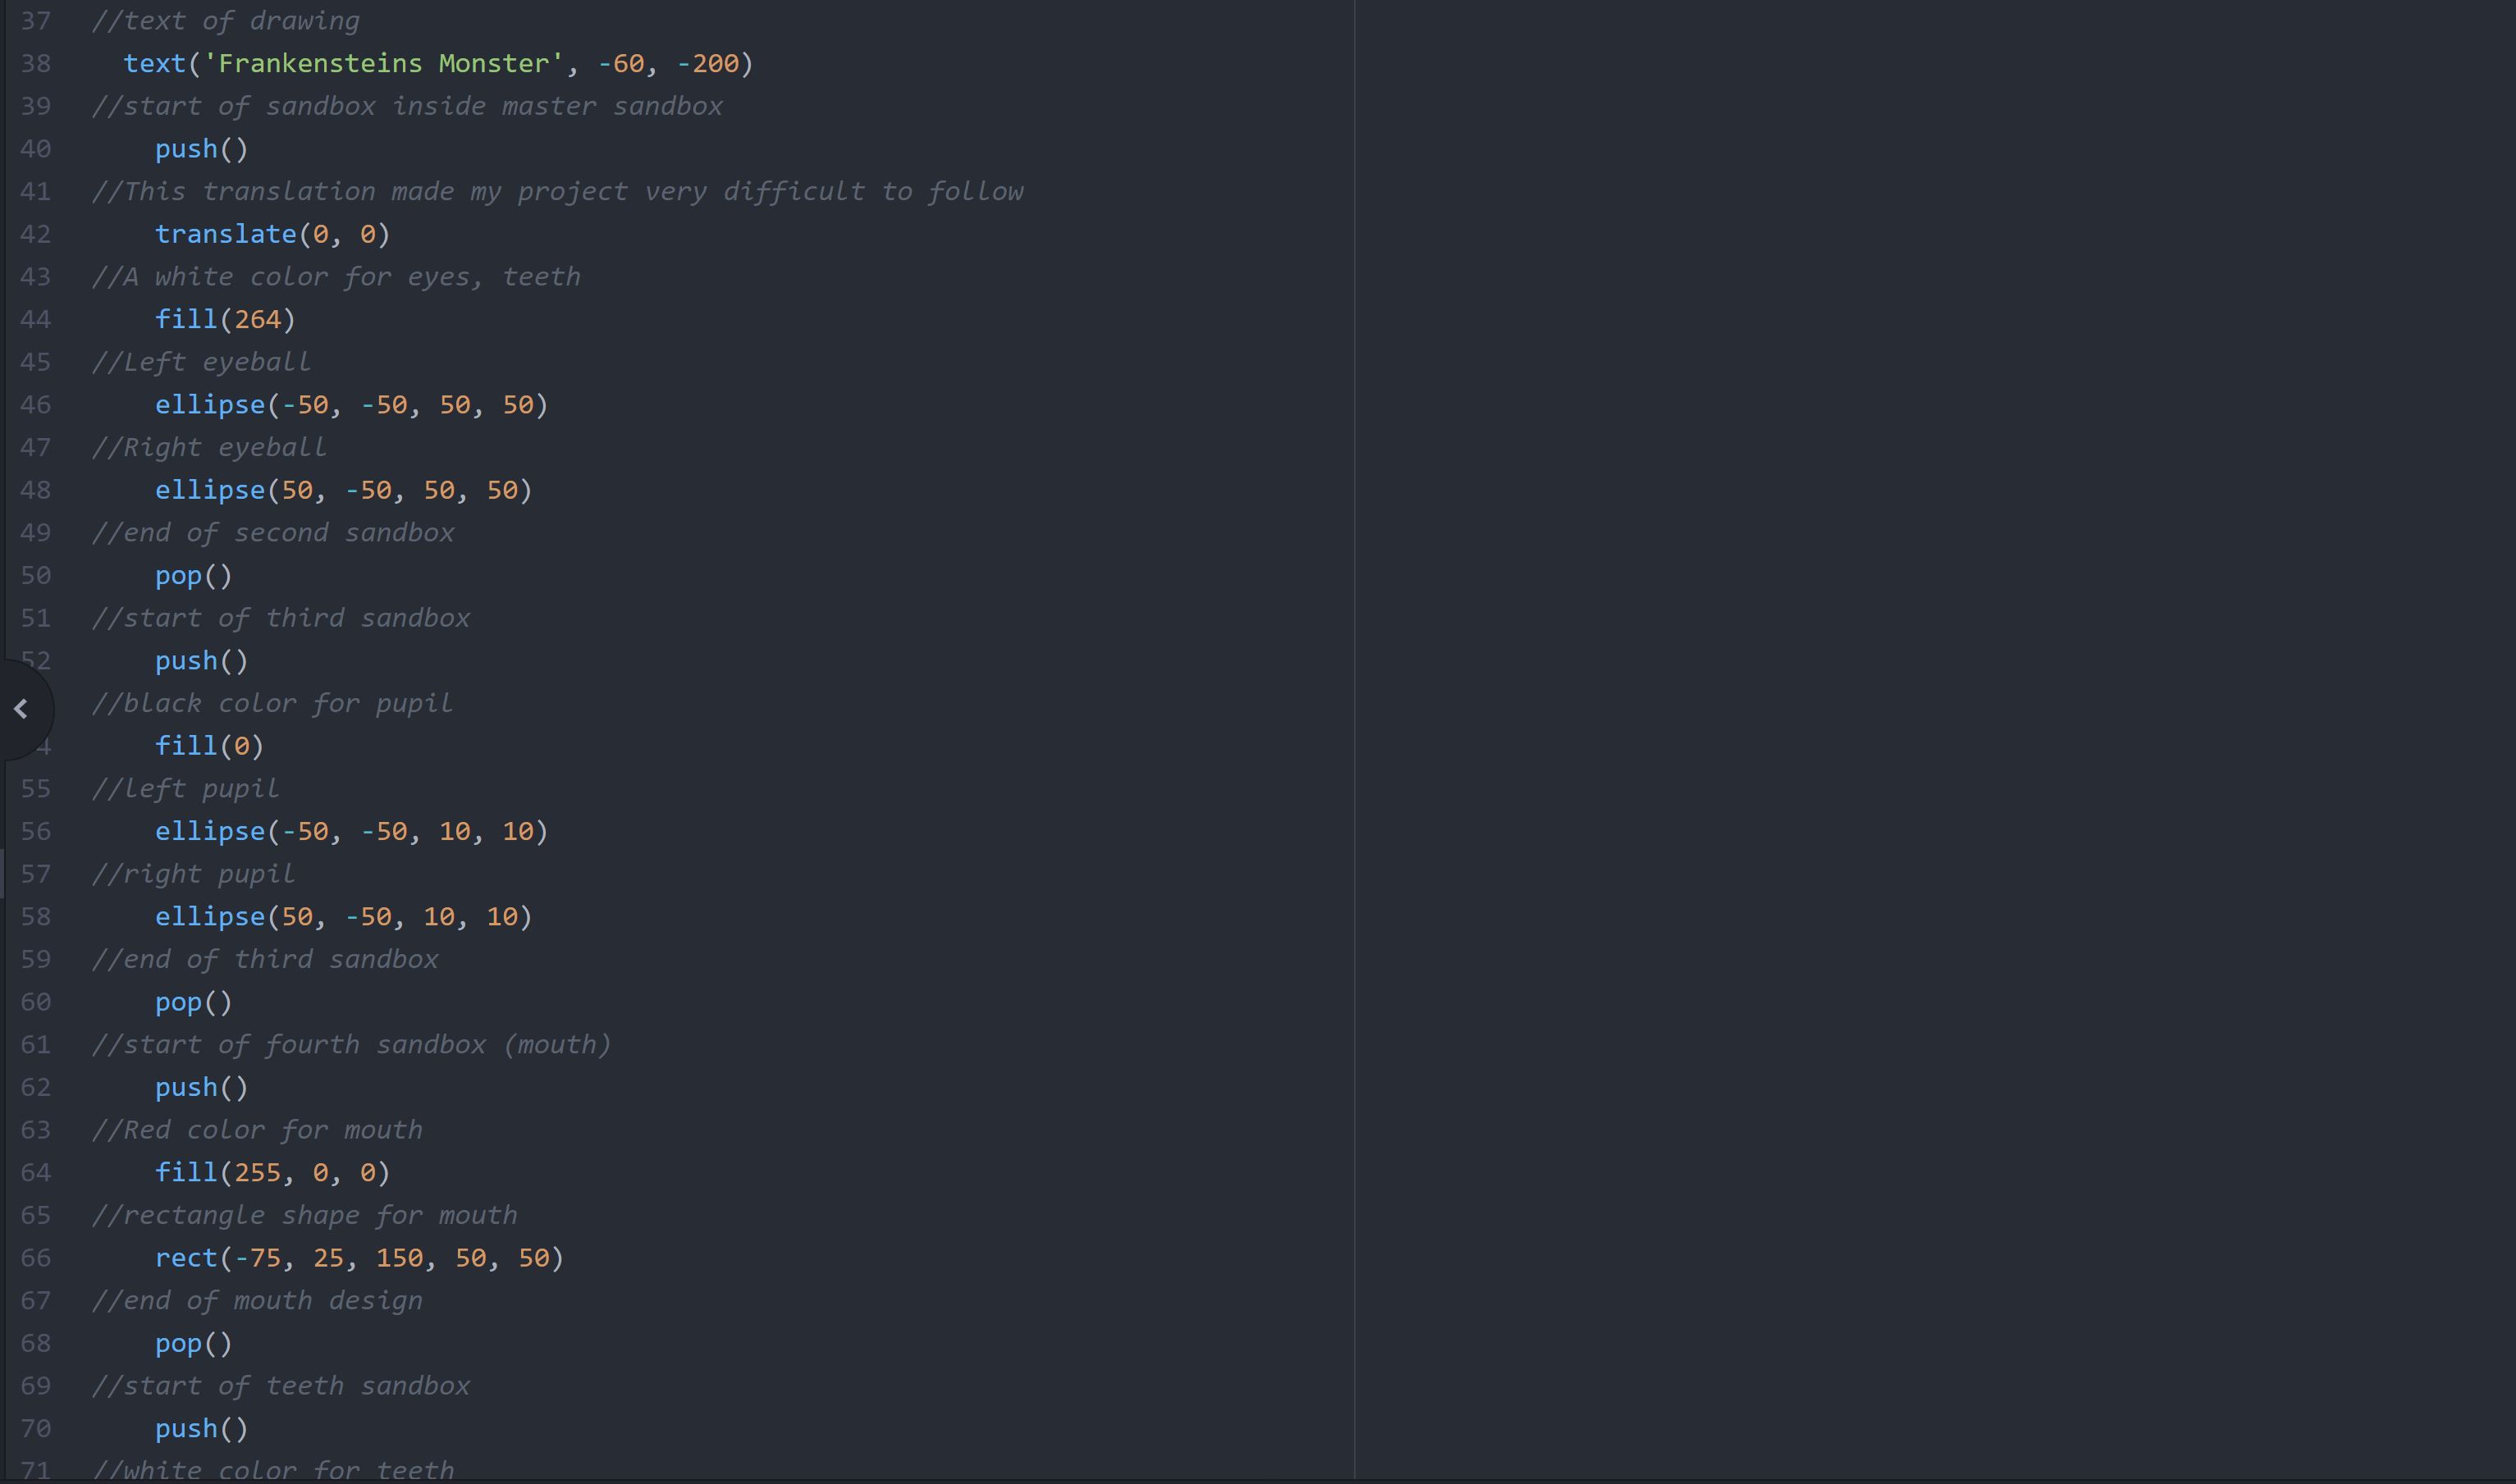 37 //text of drawing
38 text('Frankensteins Monster', -60, -200)
39 //start of sandbox inside master sandbox
40 push()
41 //This translation made my project very difficult to follow
42 translate(0, 0)
43 //A white color for eyes, teeth
44 fill(264)
45 //Left eyeball
46 ellipse(-50, -50, 50, 50)
47 //Right eyeball
48 ellipse(50, -50, 50, 50)
49 //end of second sandbox
50 pop()
51 //start of third sandbox
52 push()
//black color for pupil
4 fill(0)
55 //left pupil
56 ellipse(-50, -50, 10, 10)
57 //right pupil
58 ellipse(50, -50, 10, 10)
59 //end of third sandbox
60 pop()
61 //start of fourth sandbox (mouth)
62 push()
63 //Red color for mouth
64 fill(255, 0, 0)
65 //rectangle shape for mouth
66 rect(-75, 25, 150, 50, 50)
67 //end of mouth design
68 pop()
69 //start of teeth sandbox
70 push()
71 //white color for teeth